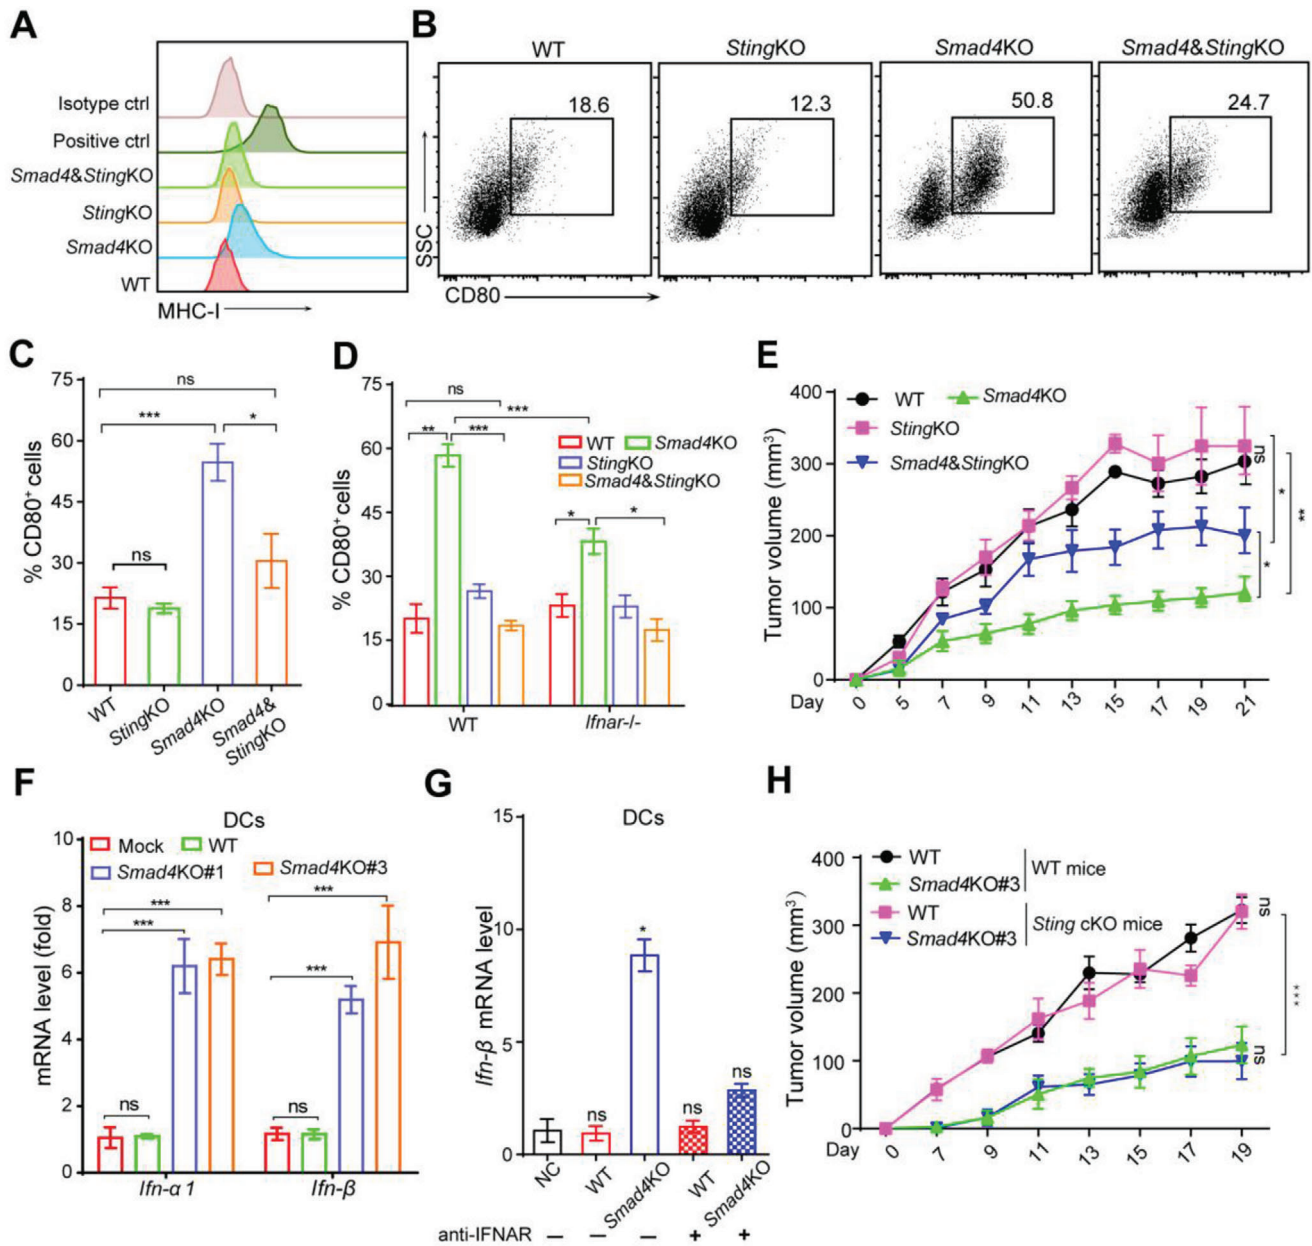 A
Isotype ctrl
Positive ctrl
Smad4&StingKO
StingKO
Smad4KO
WT
MHC-I
B
WT
StingKO
Smad4KO
Smad4&StingKO
18.6
12.3
50.8
24.7
SSC
CD80
C
75
60
45
30
15
0
% CD80+ cells
ns
***
*
ns
WT
StingKO
Smad4KO
Smad4&
StingKO
D
75
60
45
30
15
0
% CD80+ cells
ns
***
**
***
*
*
WT
Smad4KO
StingKO
Smad4&StingKO
WT
Ifnar-/-
E
400
300
200
100
0
Tumor volume (mm3)
WT
Smad4KO
StingKO
Smad4&StingKO
ns
*
**
*
Day
0
5
7
9
11
13
15
17
19
21
F
DCs
10
8
6
4
2
0
mRNA level (fold)
Mock
WT
Smad4KO#1
Smad4KO#3
***
***
***
***
ns
ns
Ifn-α1
Ifn-β
G
DCs
15
10
5
0
Ifn-β mRNA level
ns
*
ns
ns
NC
WT
Smad4KO
WT
Smad4KO
anti-IFNAR — — — + +
H
400
300
200
100
0
Tumor volume (mm3)
WT
Smad4KO#3
WT mice
WT
Smad4KO#3
Sting cKO mice
ns
***
ns
Day
0
7
9
11
13
15
17
19